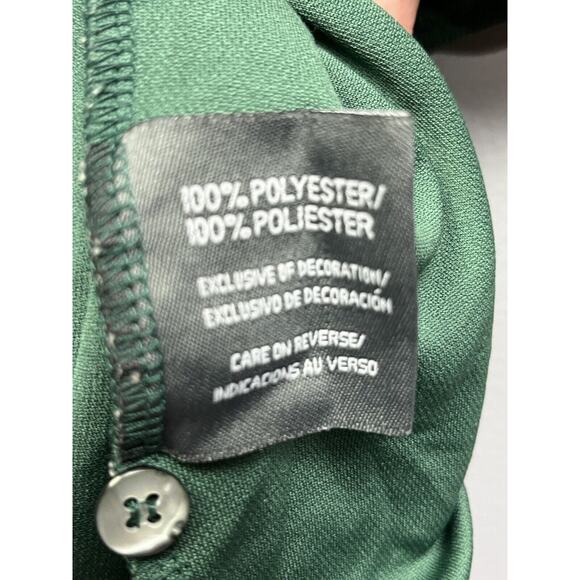 100% POLYESTER/
100% POLIESTER
EXCLUSIVE OF DECORATION/
EXCLUSIVO DE DECORACIÓN
CARE ON REVERSE/
INDICACIONS AU VERSO